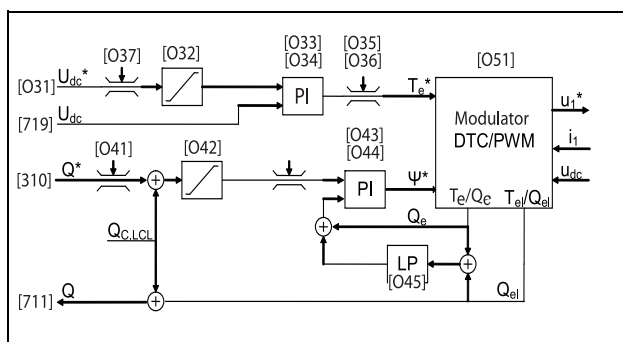 [O37] [O32] [O33] [O35] [O51]
[O34] [O36]
[O31] Udc* PI Te* Modulator u1*
DTC/PWM
[719] Udc i1
[O41] [O42] [O43]
[O44]
[310] Q* PI Ψ* udc
Te/Qe Tel/Qel
QC.LCL Qe
LP
[O45]
[711] Q Qel